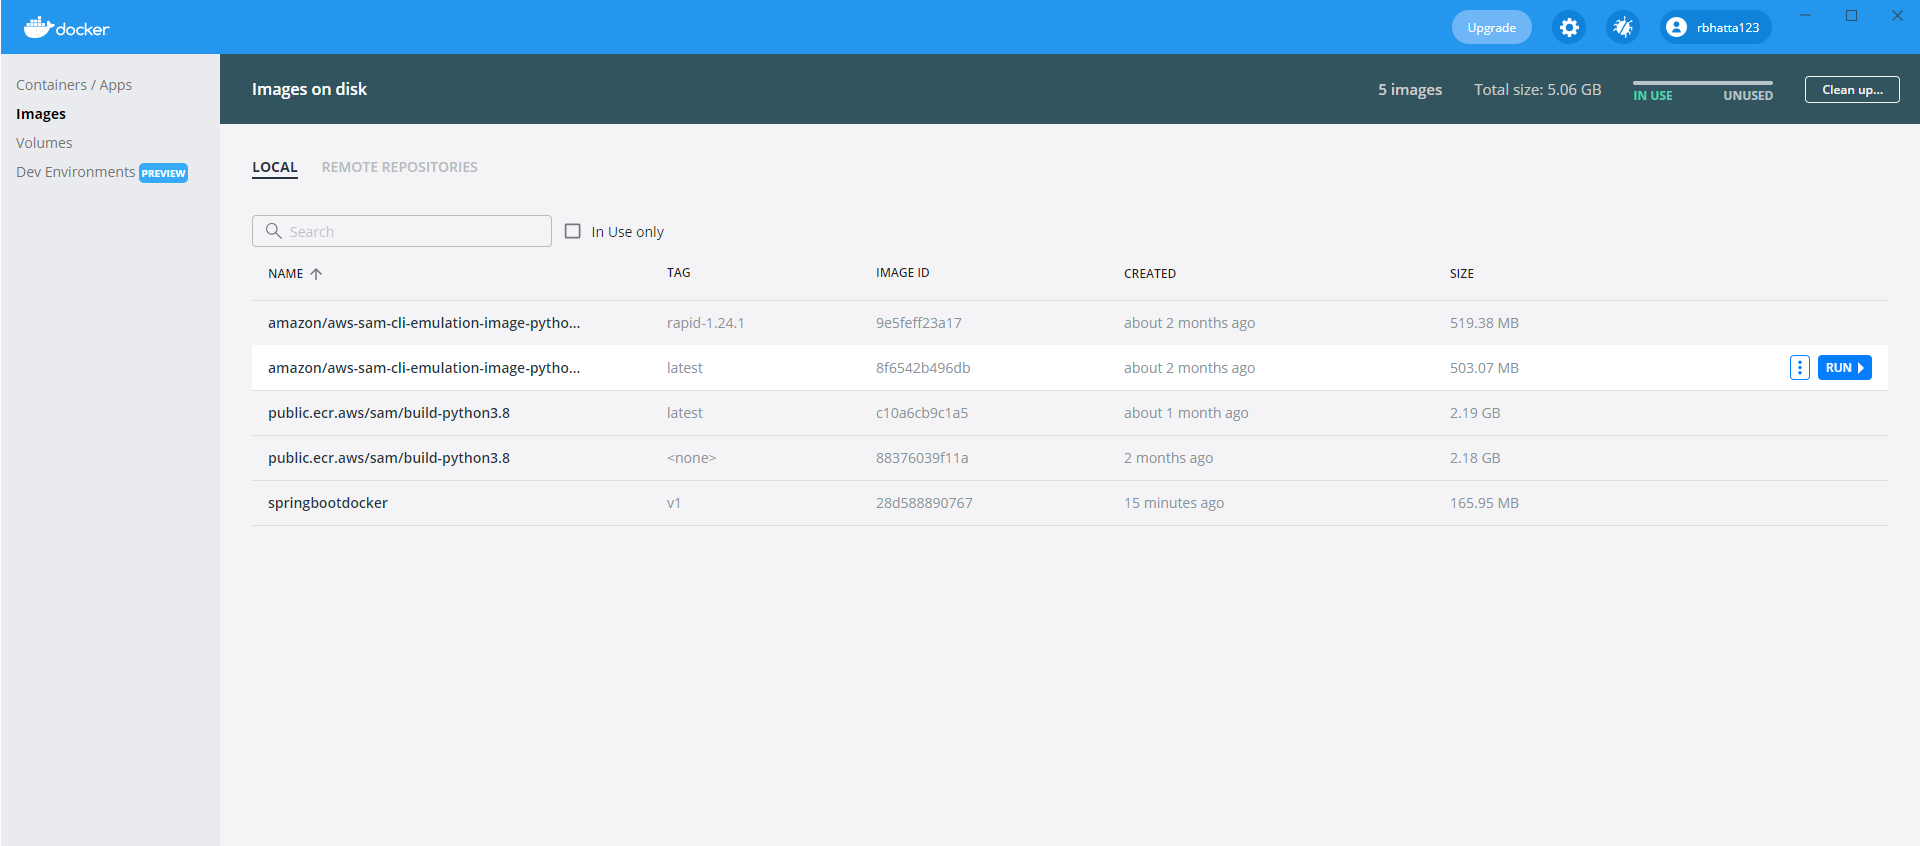 docker
Upgrade
rbhatta123
Containers / Apps
Images
Volumes
Dev Environments PREVIEW
Images on disk
5 images
Total size: 5.06 GB
IN USE
UNUSED
Clean up...
LOCAL
REMOTE REPOSITORIES
Search
In Use only
NAME TAG IMAGE ID CREATED SIZE
amazon/aws-sam-cli-emulation-image-pytho... rapid-1.24.1 9e5feff23a17 about 2 months ago 519.38 MB
amazon/aws-sam-cli-emulation-image-pytho... latest 8f6542b496db about 2 months ago 503.07 MB RUN
public.ecr.aws/sam/build-python3.8 latest c10a6cb9c1a5 about 1 month ago 2.19 GB
public.ecr.aws/sam/build-python3.8 <none> 88376039f11a 2 months ago 2.18 GB
springbootdocker v1 28d588890767 15 minutes ago 165.95 MB